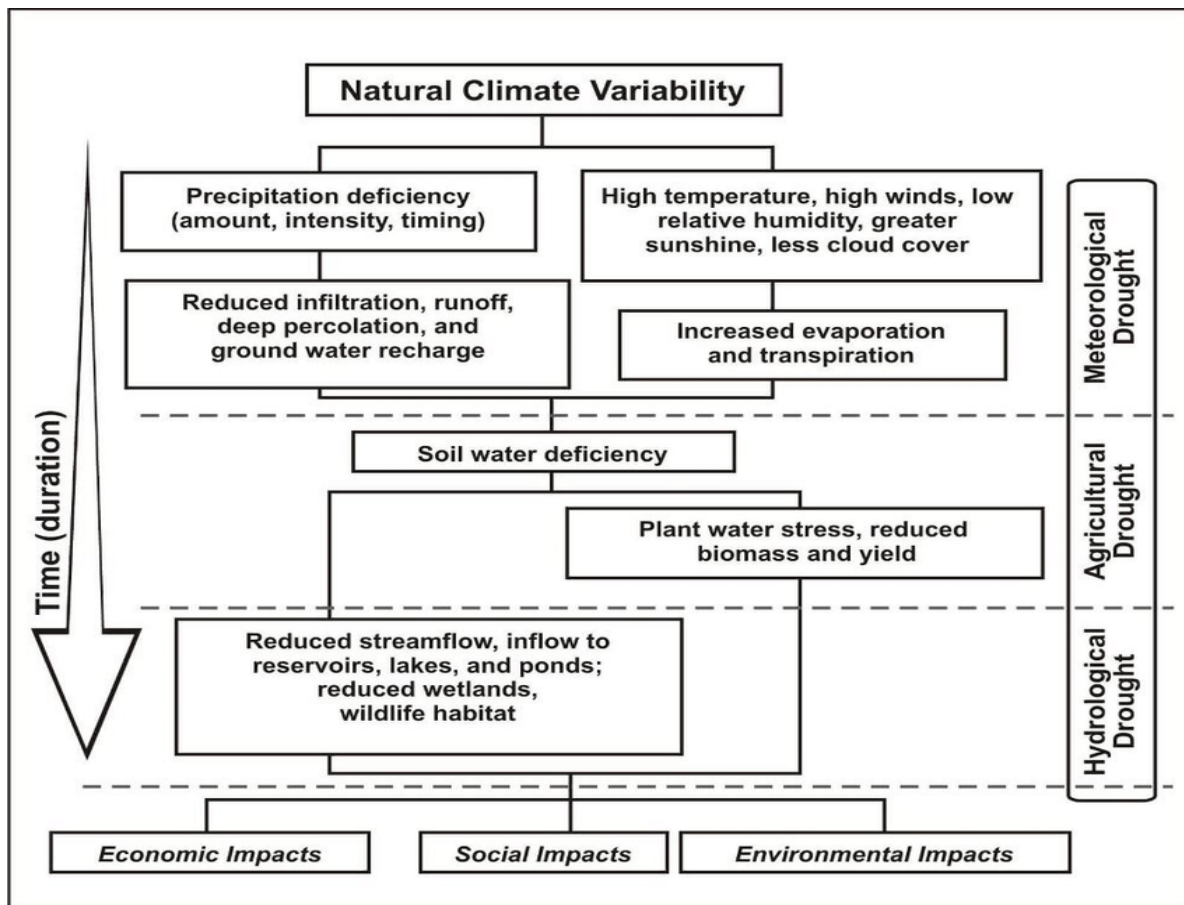 Natural Climate Variability
Precipitation deficiency
(amount, intensity, timing)
High temperature, high winds, low
relative humidity, greater
sunshine, less cloud cover
Reduced infiltration, runoff,
deep percolation, and
ground water recharge
Increased evaporation
and transpiration
Meteorological
Drought
Time (duration)
Soil water deficiency
Plant water stress, reduced
biomass and yield
Agricultural
Drought
Reduced streamflow, inflow to
reservoirs, lakes, and ponds;
reduced wetlands,
wildlife habitat
Hydrological
Drought
Economic Impacts
Social Impacts
Environmental Impacts